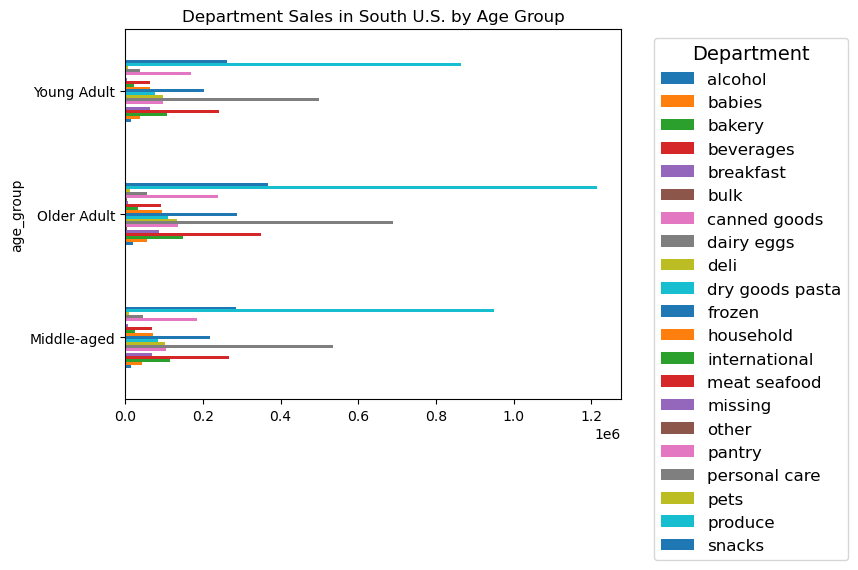 Department Sales in South U.S. by Age Group
age_group
Young Adult
Older Adult
Middle-aged
0.0 0.2 0.4 0.6 0.8 1.0 1.2
1e6
Department
alcohol
babies
bakery
beverages
breakfast
bulk
canned goods
dairy eggs
deli
dry goods pasta
frozen
household
international
meat seafood
missing
other
pantry
personal care
pets
produce
snacks